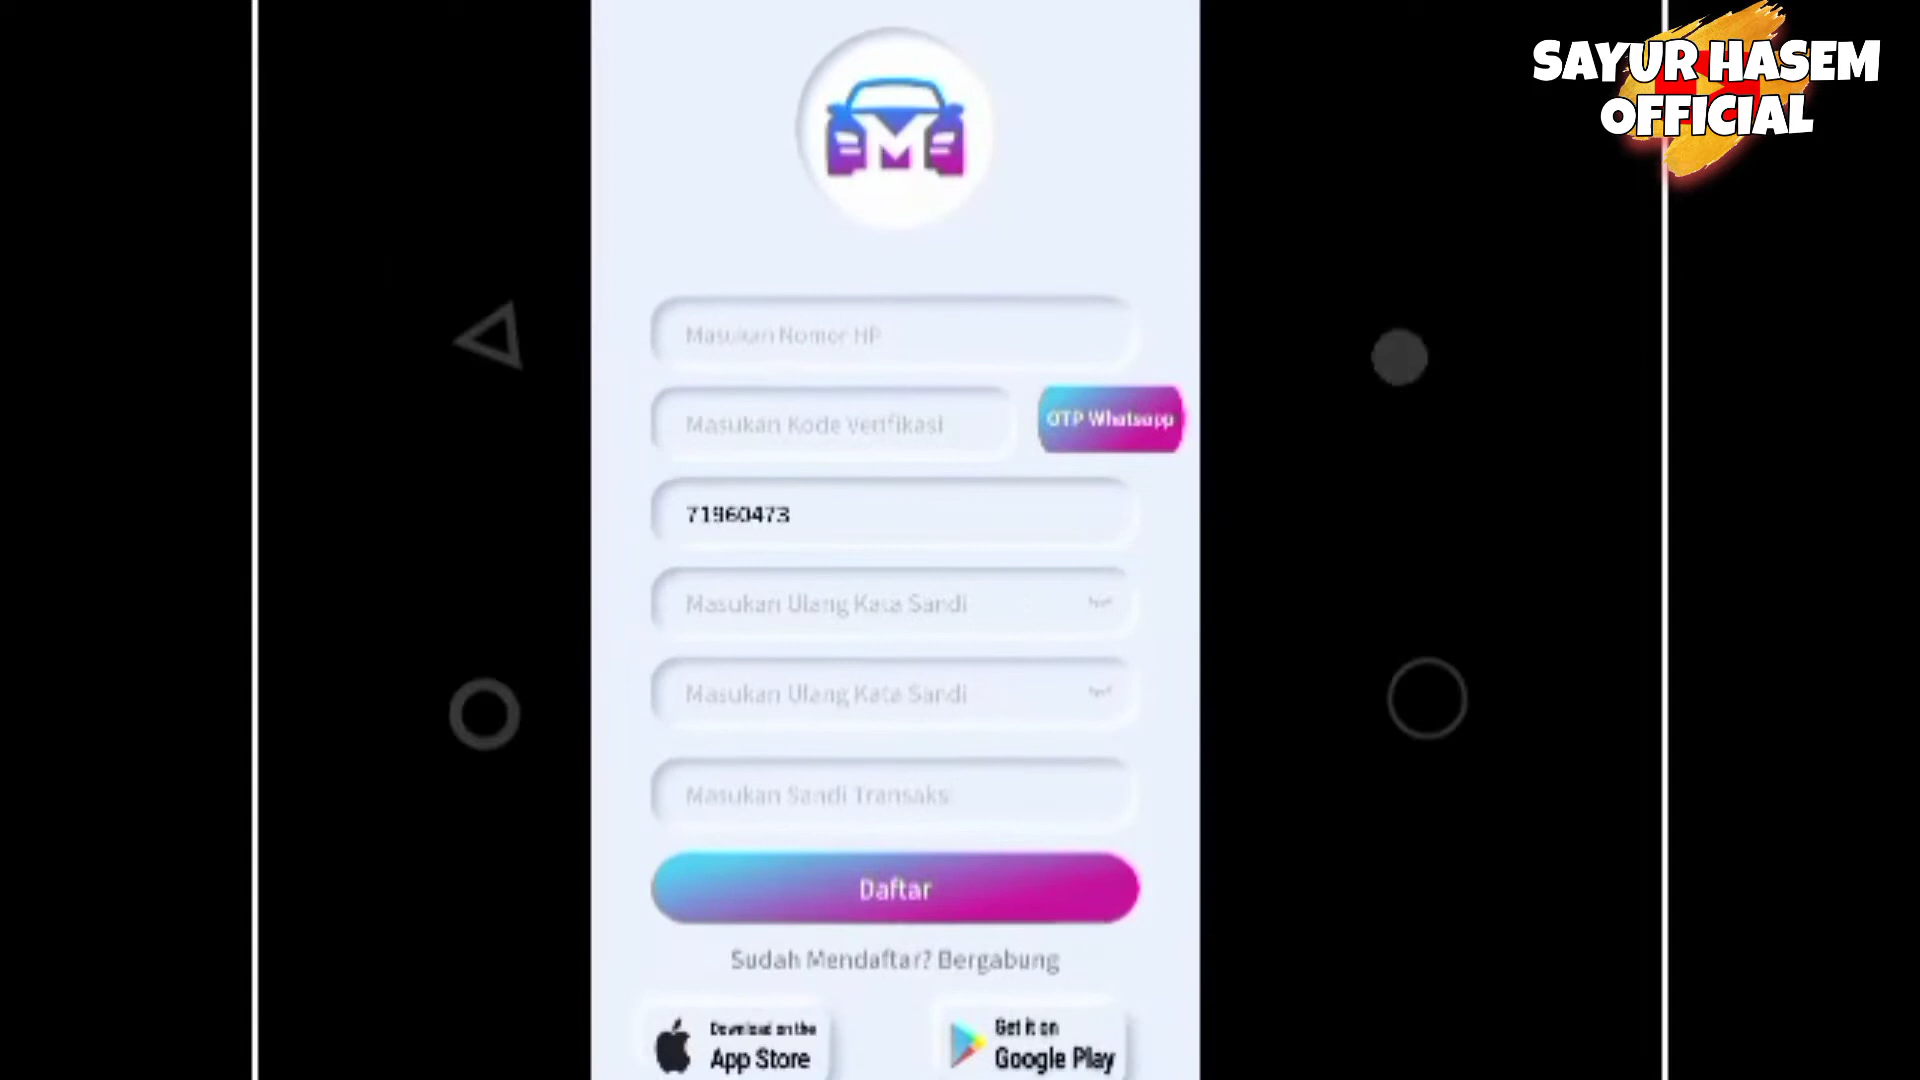 SAYUR HASEM
OFFICIAL
M
Masukan Nomor HP
Masukan Kode Verifikasi
OTP Whatsapp
71960473
Masukan Ulang Kata Sandi
Masukan Ulang Kata Sandi
Masukan Sandi Transaksi
Daftar
Sudah Mendaftar? Bergabung
Download on the
App Store
Get it on
Google Play